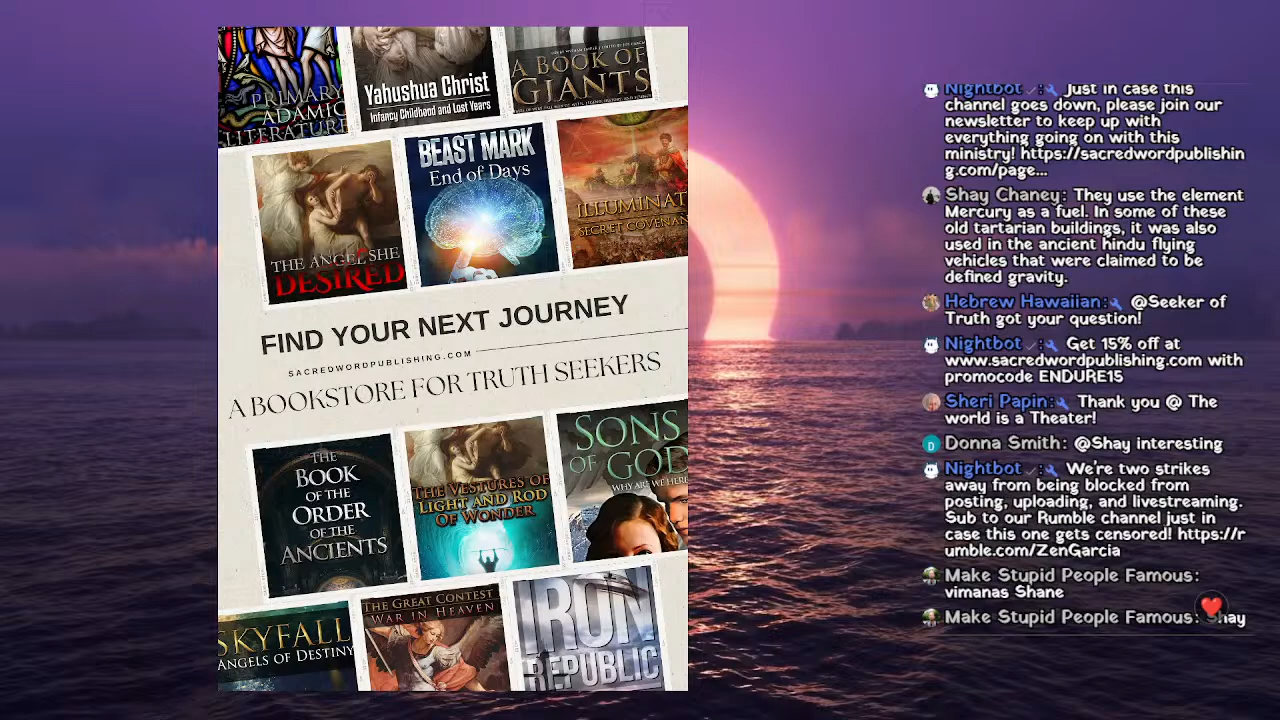 PRIMARY
ADAMIC
LITERATURE
Yahushua Christ
Infancy Childhood and Lost Years
A BOOK OF
GIANTS
THE ANGEL SHE
DESIRED
BEAST MARK
End of Days
ILLUMINAT
SECRET COVENAN
FIND YOUR NEXT JOURNEY
SACREDWORDPUBLISHING.COM
A BOOKSTORE FOR TRUTH SEEKERS
THE
BOOK
OF THE
ORDER
OF THE
ANCIENTS
THE VESTURES OF
LIGHT AND ROD
OF WONDER
SONS
OF GOD
WHY ARE WE HERE
SKYFALL
ANGELS OF DESTINY
THE GREAT CONTEST
WAR IN HEAVEN
IRON
REPUBLIC
Nightbot: Just in case this
channel goes down, please join our
newsletter to keep up with
everything going on with this
ministry! https://sacredwordpublishin
g.com/page...
Shay Chaney: They use the element
Mercury as a fuel. In some of these
old tartarian buildings, it was also
used in the ancient hindu flying
vehicles that were claimed to be
defined gravity.
Hebrew Hawaiian: @Seeker of
Truth got your question!
Nightbot: Get 15% off at
www.sacredwordpublishing.com with
promocode ENDURE15
Sheri Papin: Thank you @ The
world is a Theater!
Donna Smith: @Shay interesting
Nightbot: We're two strikes
away from being blocked from
posting, uploading, and livestreaming.
Sub to our Rumble channel just in
case this one gets censored! https://r
umble.com/ZenGarcia
Make Stupid People Famous:
vimanas Shane
Make Stupid People Famous: Shay